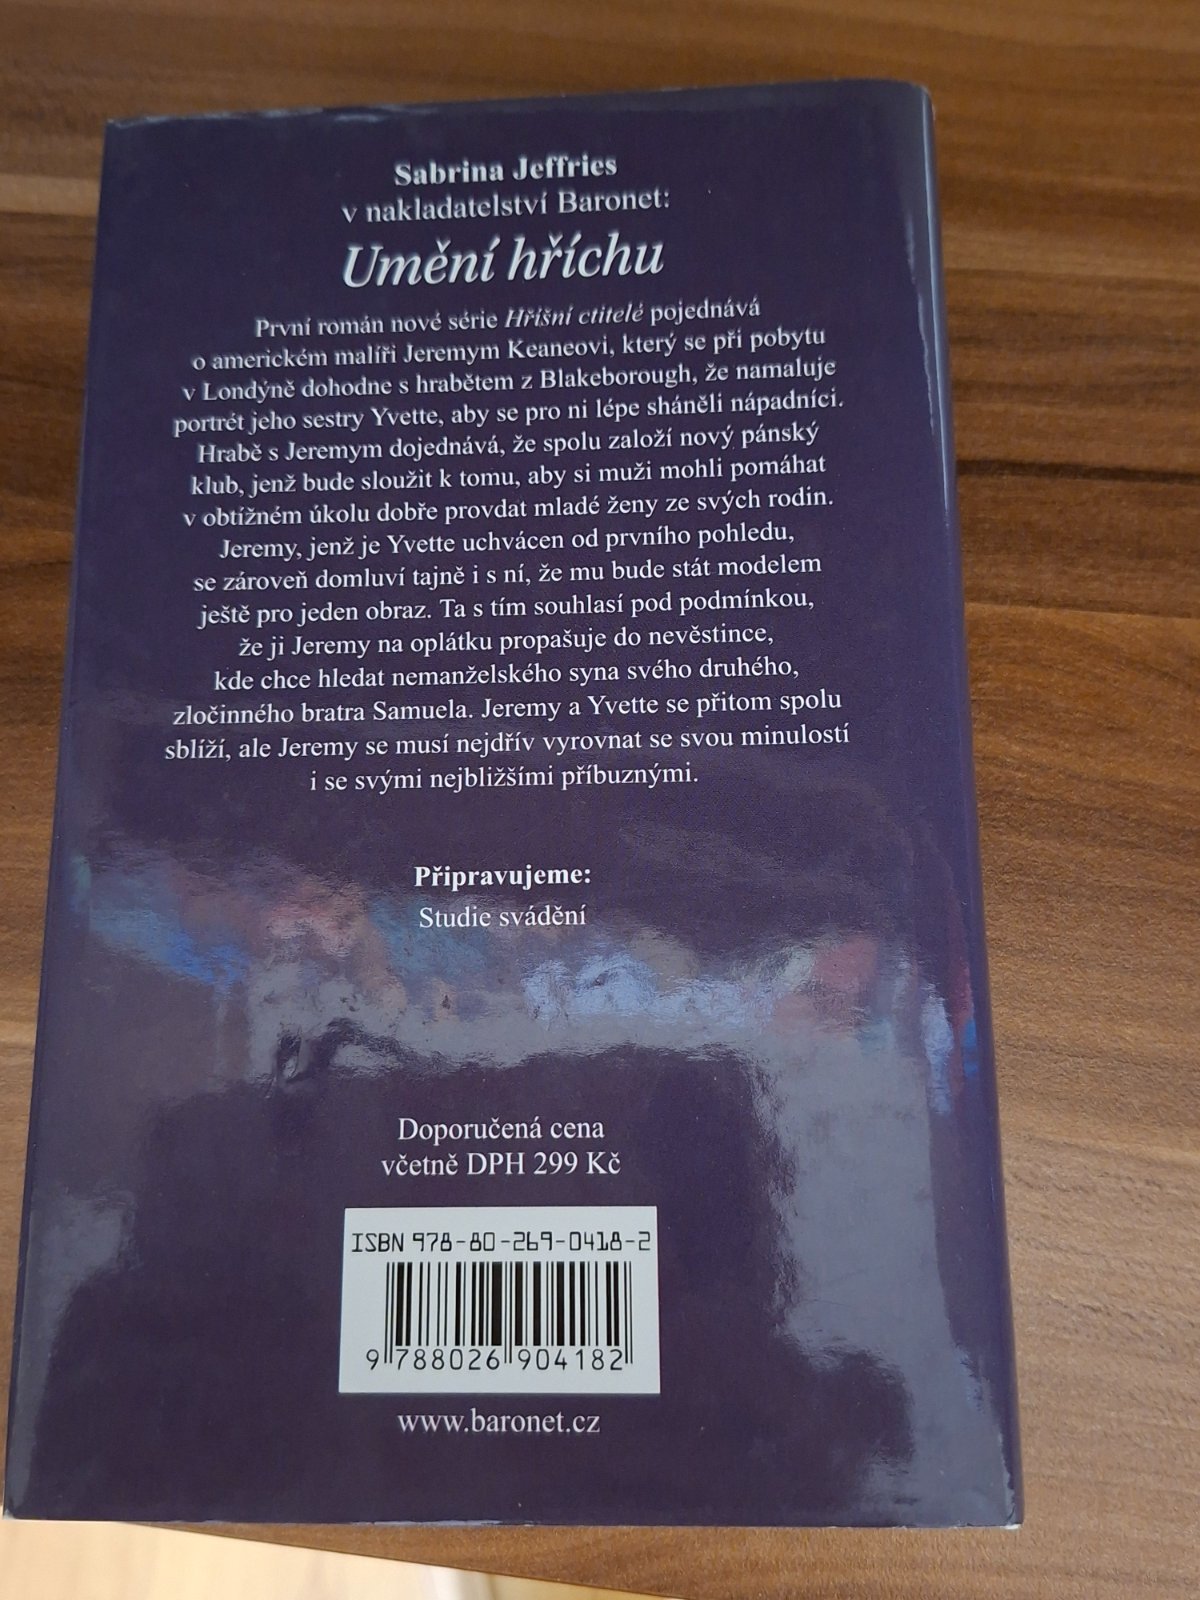 Sabrina Jeffries
v nakladatelství Baronet:
Umění hříchu
První román nové série Hříšní ctitelé pojednává
o americkém malíři Jeremym Keaneovi, který se při pobytu
v Londýně dohodne s hrabětem z Blakeborough, že namaluje
portrét jeho sestry Yvette, aby se pro ni lépe sháněli nápadníci.
Hrabě s Jeremym dojednává, že spolu založí nový pánský
klub, jenž bude sloužit k tomu, aby si muži mohli pomáhat
v obtížném úkolu dobře provdat mladé ženy ze svých rodin.
Jeremy, jenž je Yvette uchvácen od prvního pohledu,
se zároveň domluví tajně i s ní, že mu bude stát modelem
ještě pro jeden obraz. Ta s tím souhlasí pod podmínkou,
že ji Jeremy na oplátku propašuje do nevěstince,
kde chce hledat nemanželského syna svého druhého,
zločinného bratra Samuela. Jeremy a Yvette se přitom spolu
sblíží, ale Jeremy se musí nejdřív vyrovnat se svou minulostí
i se svými nejbližšími příbuznými.
Připravujeme:
Studie svádění
Doporučená cena
včetně DPH 299 Kč
ISBN 978-80-269-0418-2
9 788026 904182
www.baronet.cz